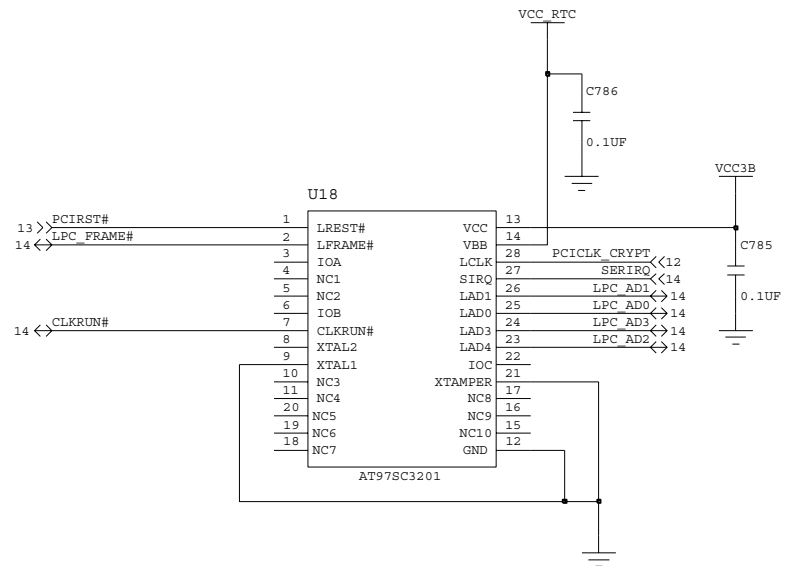 VCC_RTC
C786
0.1UF
VCC3B
U18
13 PCIRST# 1 LREST# VCC 13
14 LPC_FRAME# 2 LFRAME# VBB 14
C785
3 IOA LCLK 28 PCICLK_CRYPT 12
4 NC1 SIRQ 27 SERIRQ 14
5 NC2 LAD1 26 LPC_AD1 14
0.1UF
6 IOB LAD0 25 LPC_AD0 14
14 CLKRUN# 7 CLKRUN# LAD3 24 LPC_AD3 14
8 XTAL2 LAD4 23 LPC_AD2 14
9 XTAL1 IOC 22
10 NC3 XTAMPER 21
11 NC4 NC8 17
20 NC5 NC9 16
19 NC6 NC10 15
18 NC7 GND 12
AT97SC3201